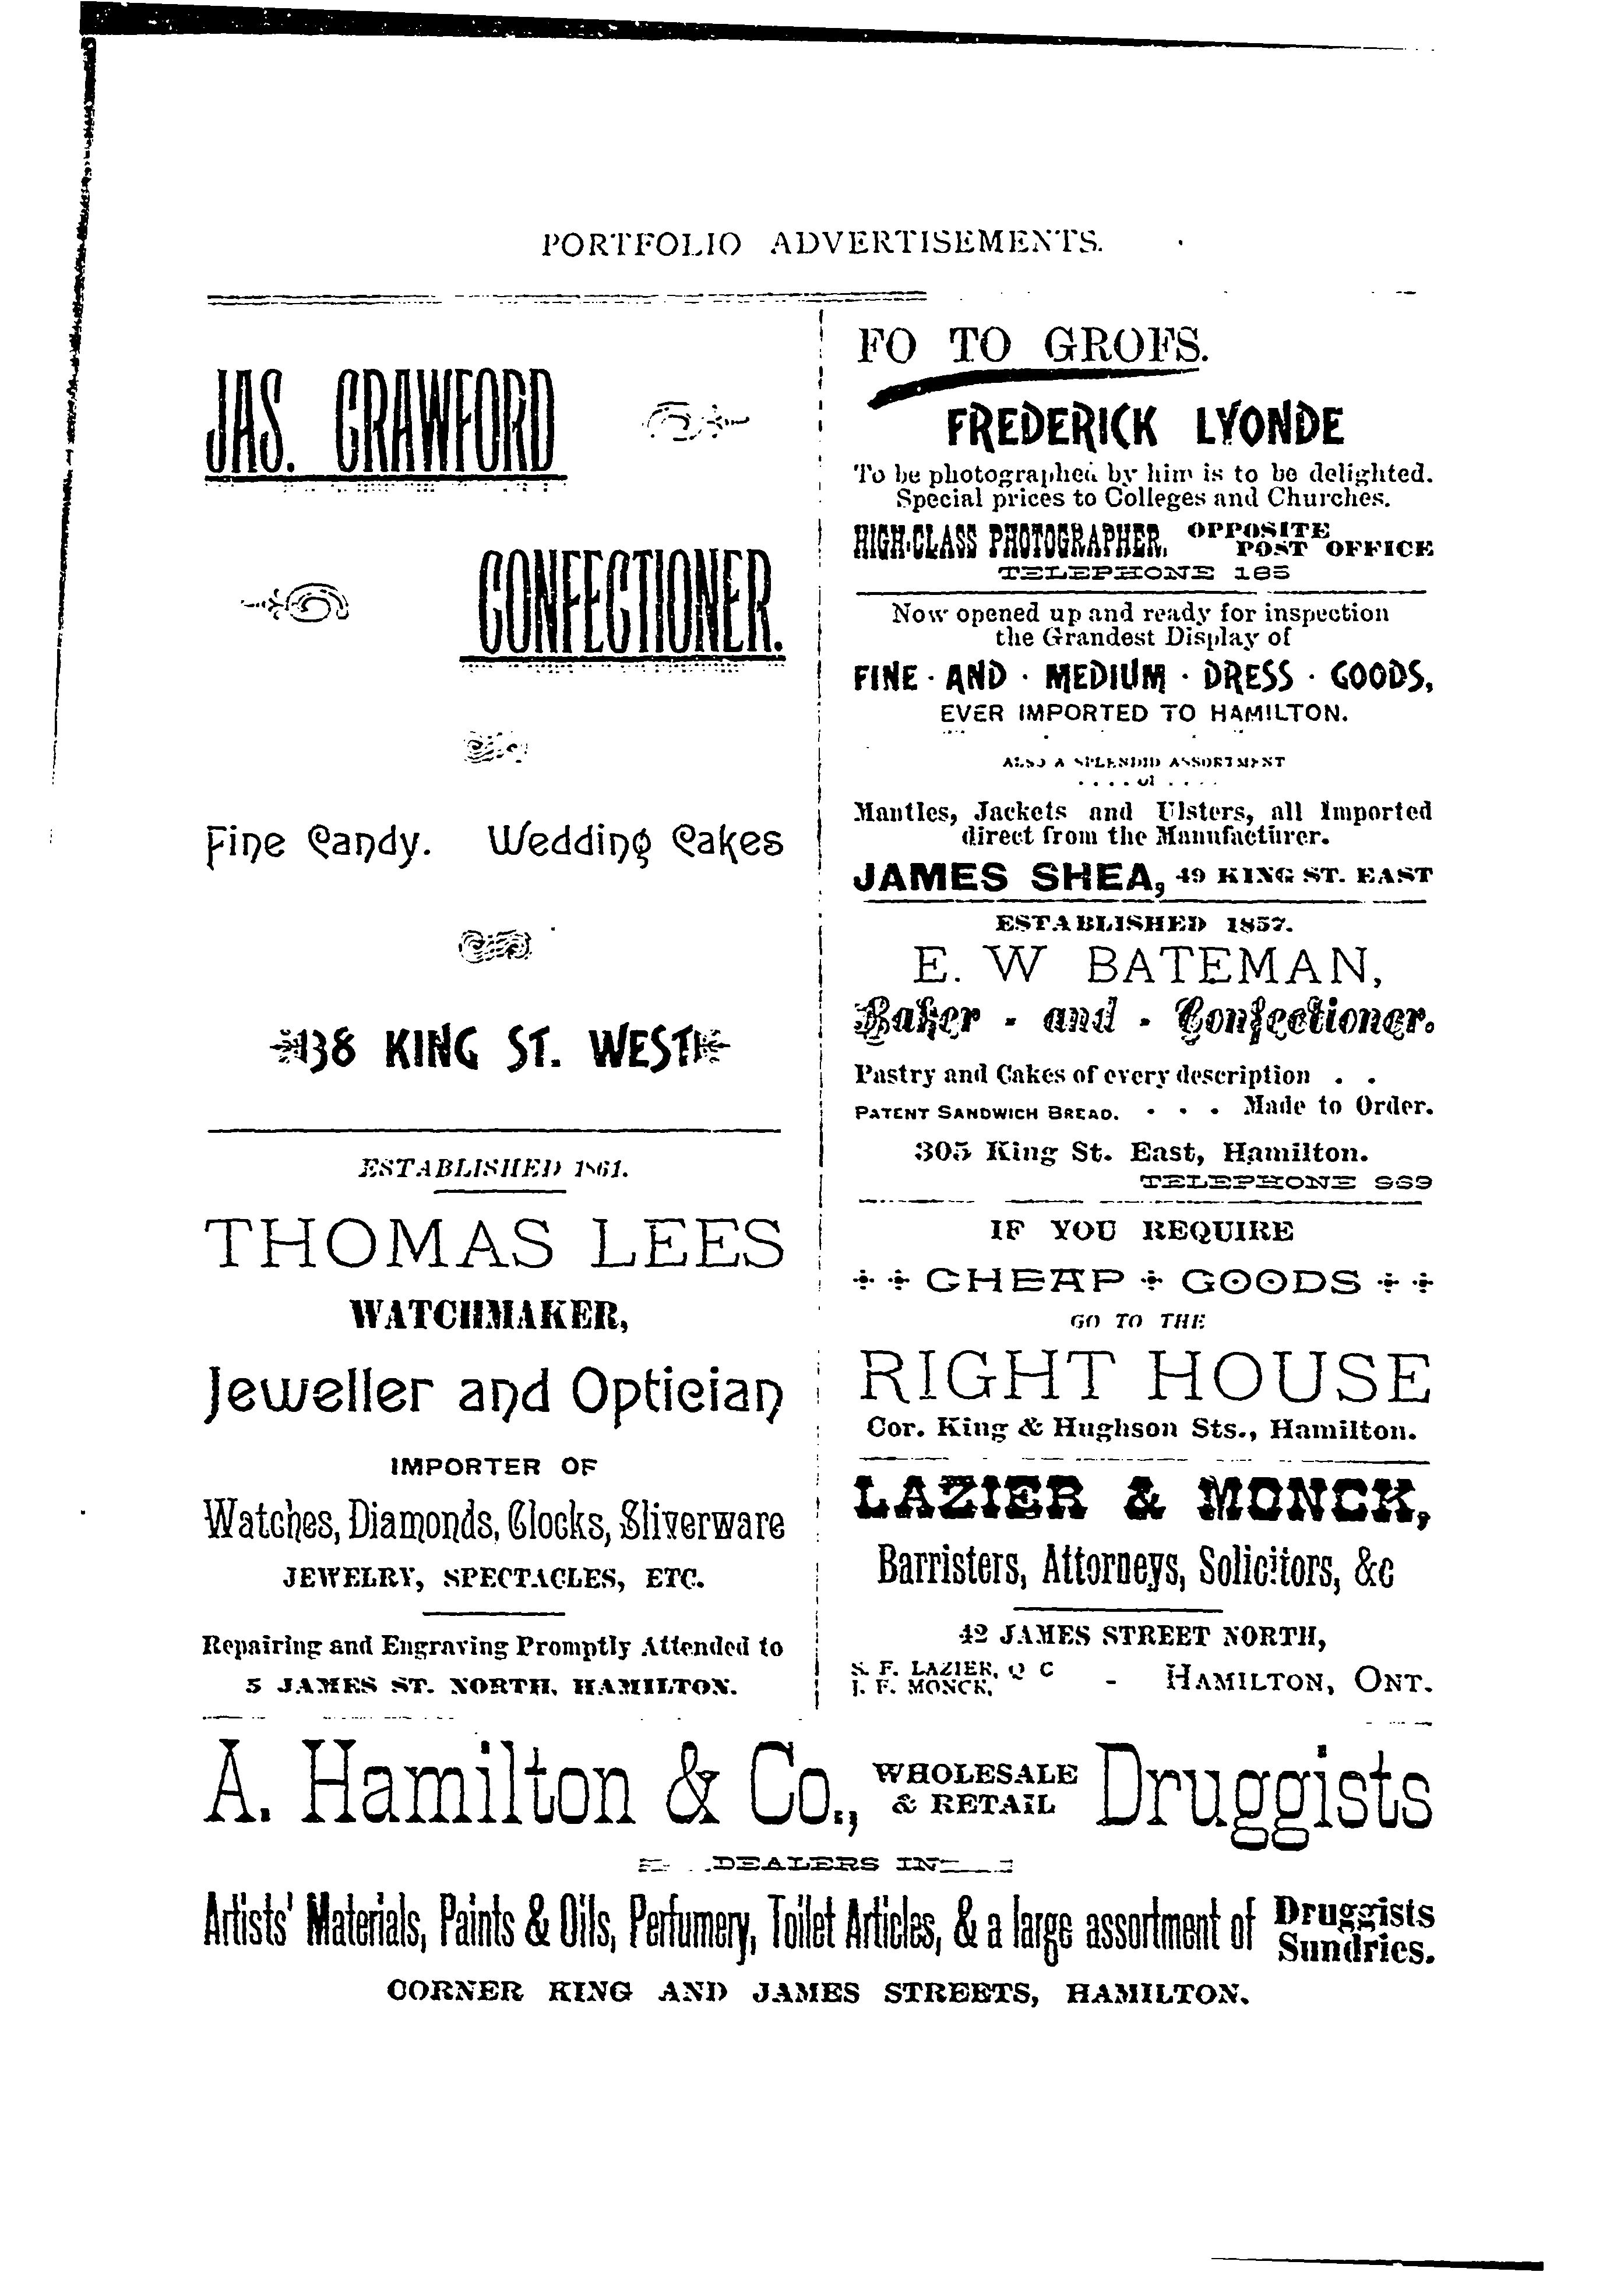 PORTFOLIO ADVERTISEMENTS.
JAS. CRAWFORD
CONFECTIONER.
Fine Candy. Wedding Cakes
38 KING ST. WEST
ESTABLISHED 1861.
THOMAS LEES
WATCHMAKER,
Jeweller and Optician
IMPORTER OF
Watches, Diamonds, Clocks, Sliverware
JEWELRY, SPECTACLES, ETC.
Repairing and Engraving Promptly Attended to
5 JAMES ST. NORTH, HAMILTON.
FO TO GROFS.
FREDERICK LYONDE
To be photographed by him is to be delighted.
Special prices to Colleges and Churches.
HIGH-CLASS PHOTOGRAPHER, OPPOSITE
POST OFFICE
TELEPHONE 165
Now opened up and ready for inspection
the Grandest Display of
FINE · AND · MEDIUM · DRESS · GOODS,
EVER IMPORTED TO HAMILTON.
ALSO A SPLENDID ASSORTMENT
. . . . of . . . .
Mantles, Jackets and Ulsters, all Imported
direct from the Manufacturer.
JAMES SHEA, 49 KING ST. EAST
ESTABLISHED 1857.
E. W BATEMAN,
Baker - and - Confectioner.
Pastry and Cakes of every description . .
PATENT SANDWICH BREAD. . . . Made to Order.
305 King St. East, Hamilton.
TELEPHONE
IF YOU REQUIRE
CHEAP GOODS
GO TO THE
RIGHT HOUSE
Cor. King & Hughson Sts., Hamilton.
LAZIER & MONCK,
Barristers, Attorneys, Solicitors, &c
42 JAMES STREET NORTH,
S. F. LAZIER, Q C
J. F. MONCK, - HAMILTON, ONT.
A. Hamilton & Co., WHOLESALE & RETAIL Druggists
DEALERS IN
Artists' Materials, Paints & Oils, Perfumery, Toilet Articles, & a large assortment of Druggists Sundries.
CORNER KING AND JAMES STREETS, HAMILTON.